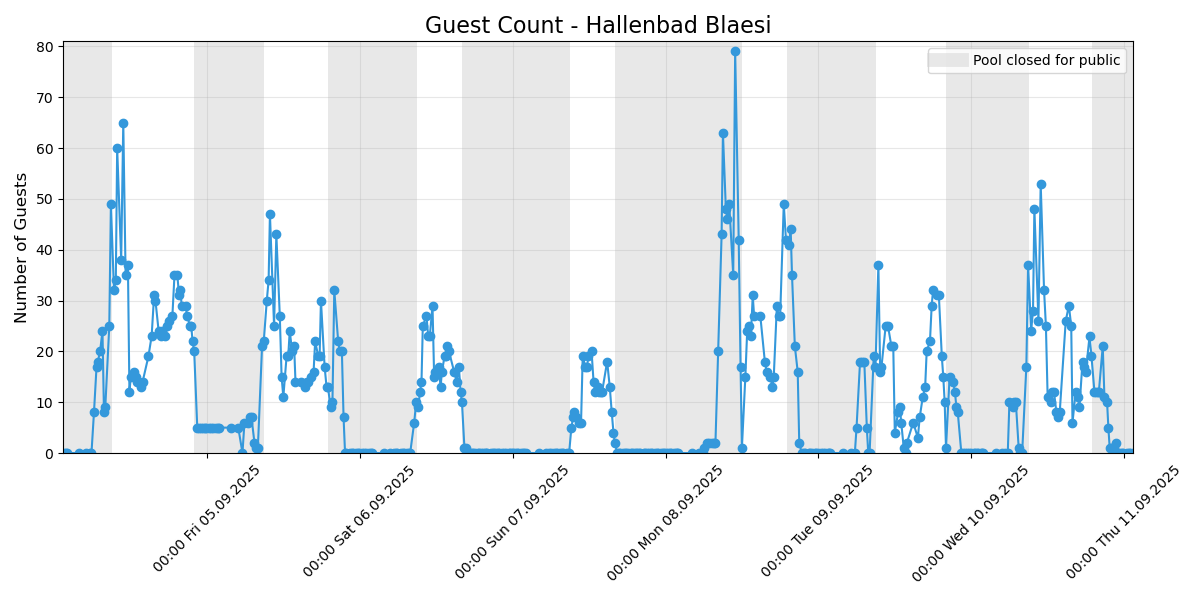 Guest Count - Hallenbad Blaesi
Pool closed for public
Number of Guests
80
70
60
50
40
30
20
10
0
00:00 Fri 05.09.2025
00:00 Sat 06.09.2025
00:00 Sun 07.09.2025
00:00 Mon 08.09.2025
00:00 Tue 09.09.2025
00:00 Wed 10.09.2025
00:00 Thu 11.09.2025